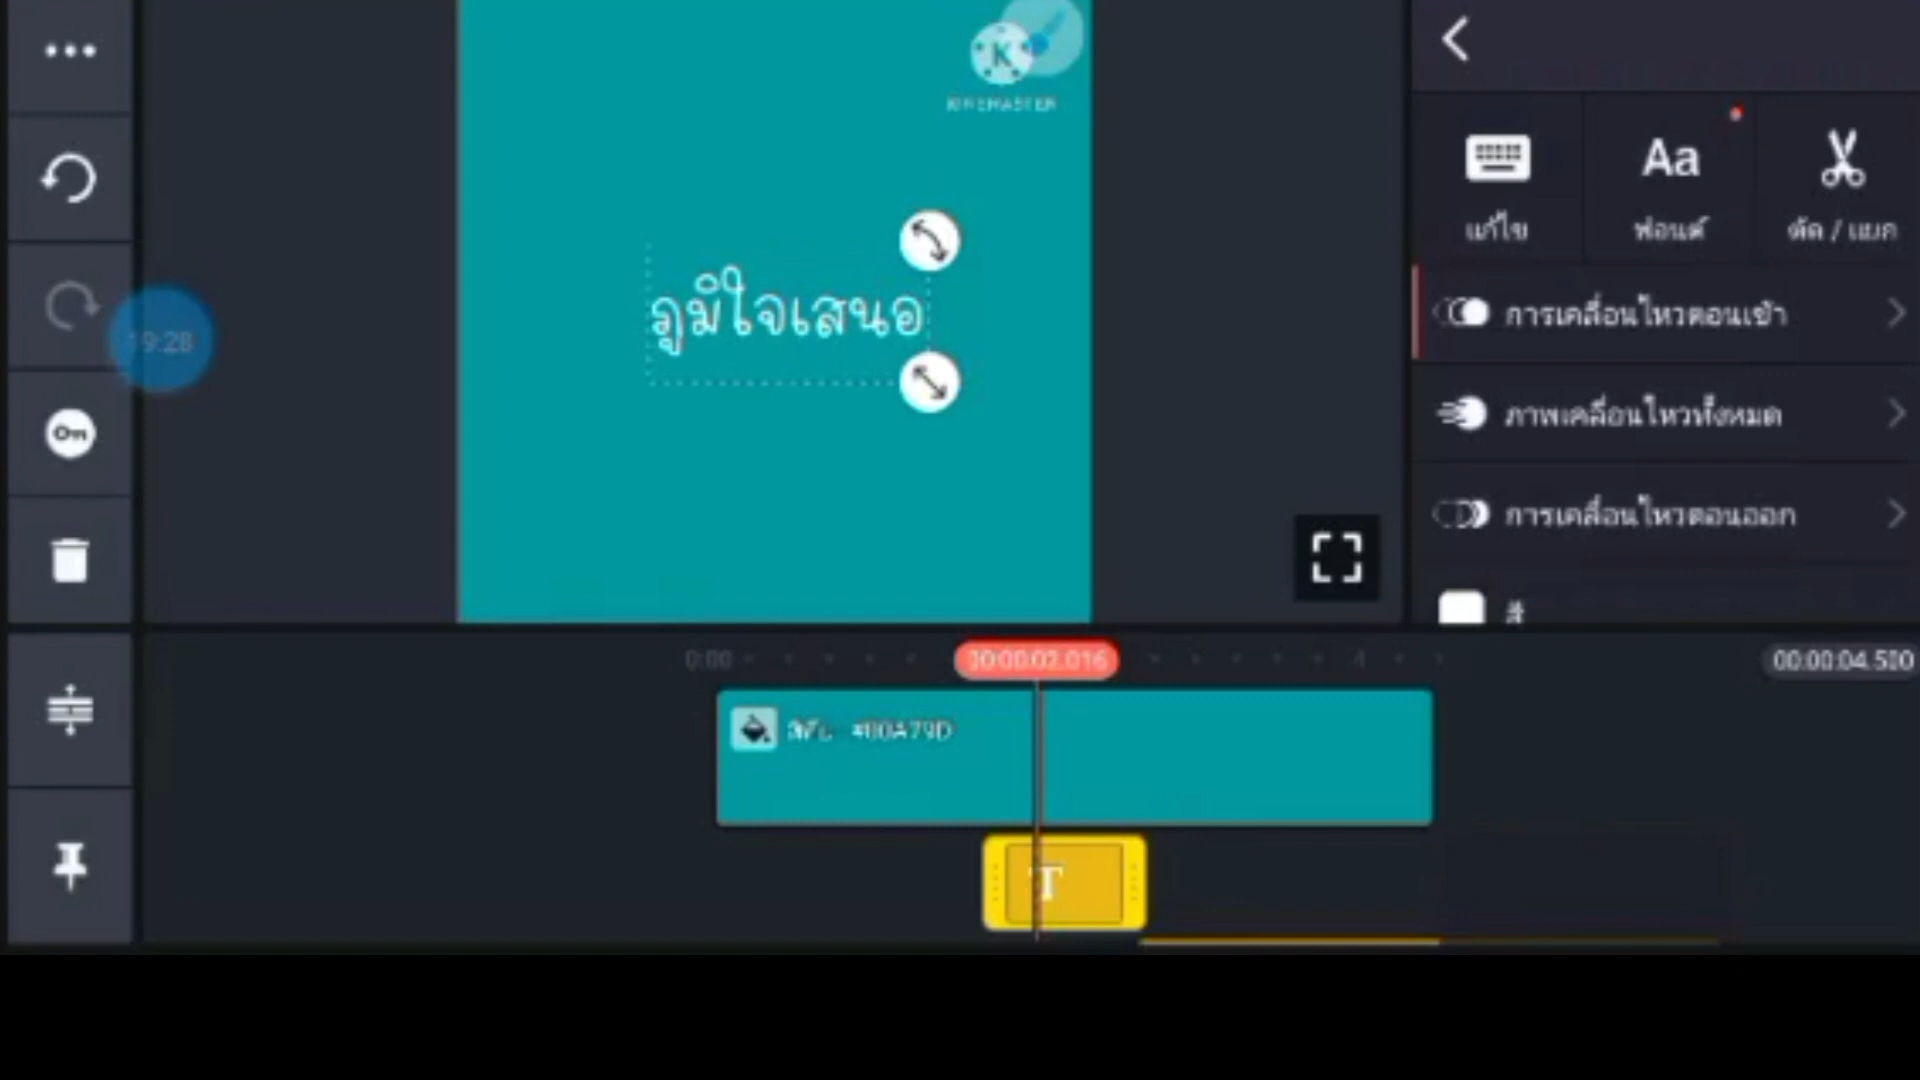 KINEMASTER
Aa
แก้ไข
ฟอนต์
ตัด / แยก
ภูมิใจเสนอ
การเคลื่อนไหวตอนเข้า
19:28
ภาพเคลื่อนไหวทั้งหมด
การเคลื่อนไหวตอนออก
สี
0:00
00:00:02.016
4
00:00:04.500
#00A79D
T